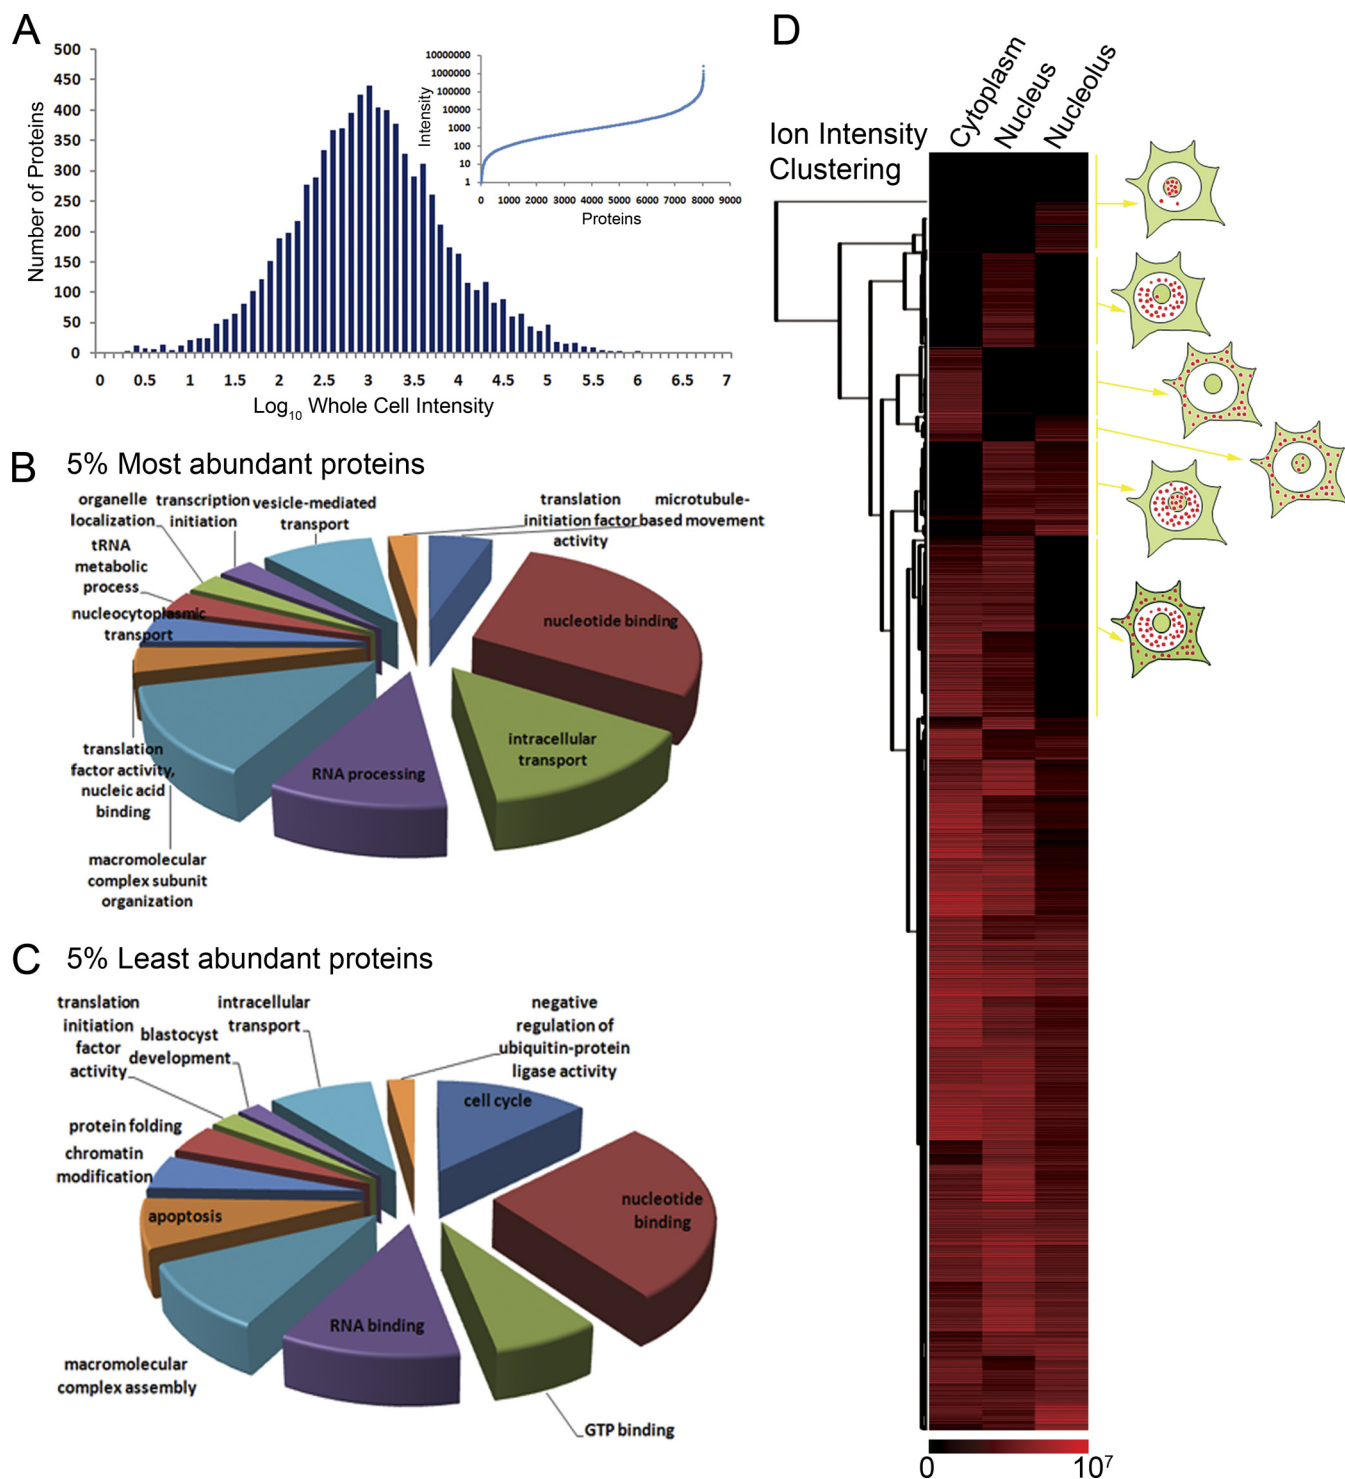 A
500
450
400
350
300
250
200
150
100
50
0
Number of Proteins
0 0.5 1 1.5 2 2.5 3 3.5 4 4.5 5 5.5 6 6.5 7
Log10 Whole Cell Intensity
10000000
1000000
100000
10000
1000
100
10
1
Intensity
0 1000 2000 3000 4000 5000 6000 7000 8000 9000
Proteins
B 5% Most abundant proteins
organelle
localization
transcription
initiation
vesicle-mediated
transport
translation
initiation factor
activity
microtubule-
based movement
tRNA
metabolic
process
nucleocytoplasmic
transport
nucleotide binding
intracellular
transport
RNA processing
translation
factor activity,
nucleic acid
binding
macromolecular
complex subunit
organization
C 5% Least abundant proteins
translation
initiation
factor
activity
blastocyst
development
intracellular
transport
negative
regulation of
ubiquitin-protein
ligase activity
cell cycle
protein folding
chromatin
modification
apoptosis
nucleotide
binding
RNA binding
macromolecular
complex assembly
GTP binding
D
Cytoplasm
Nucleus
Nucleolus
Ion Intensity
Clustering
0 10⁷